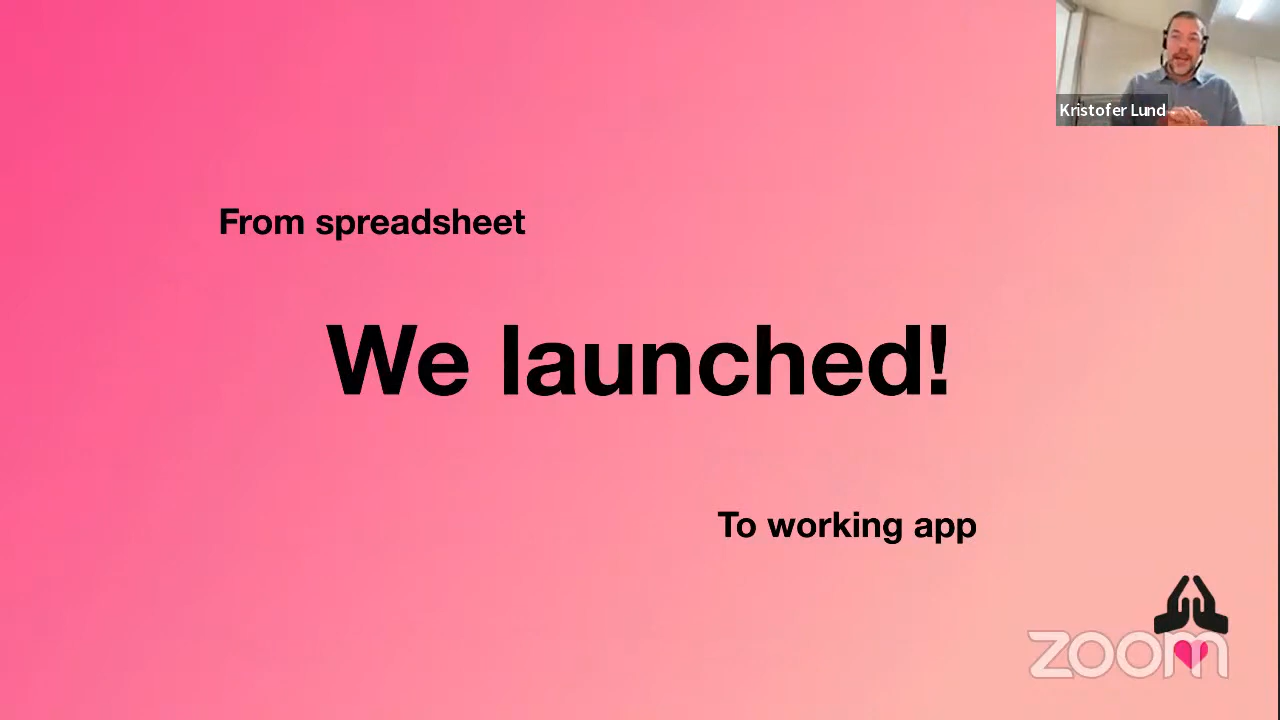 Kristofer Lund
From spreadsheet
We launched!
To working app
zoom